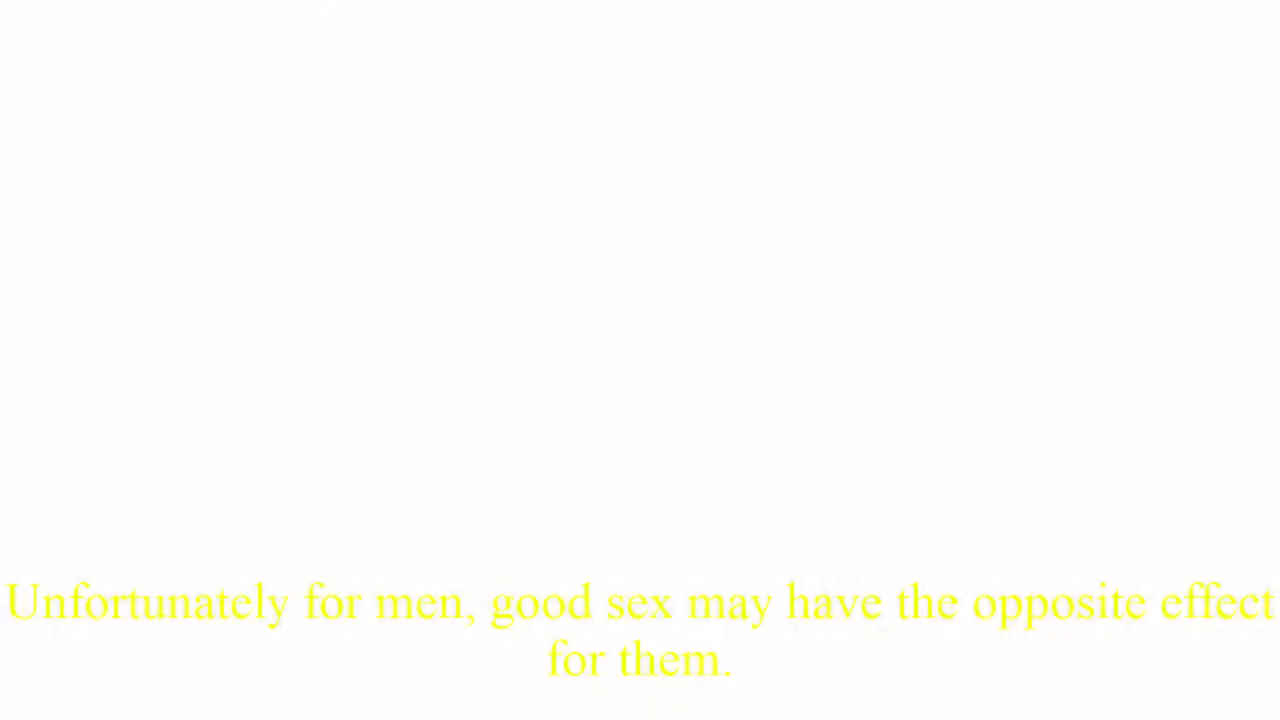 Unfortunately for men, good sex may have the opposite effect
for them.